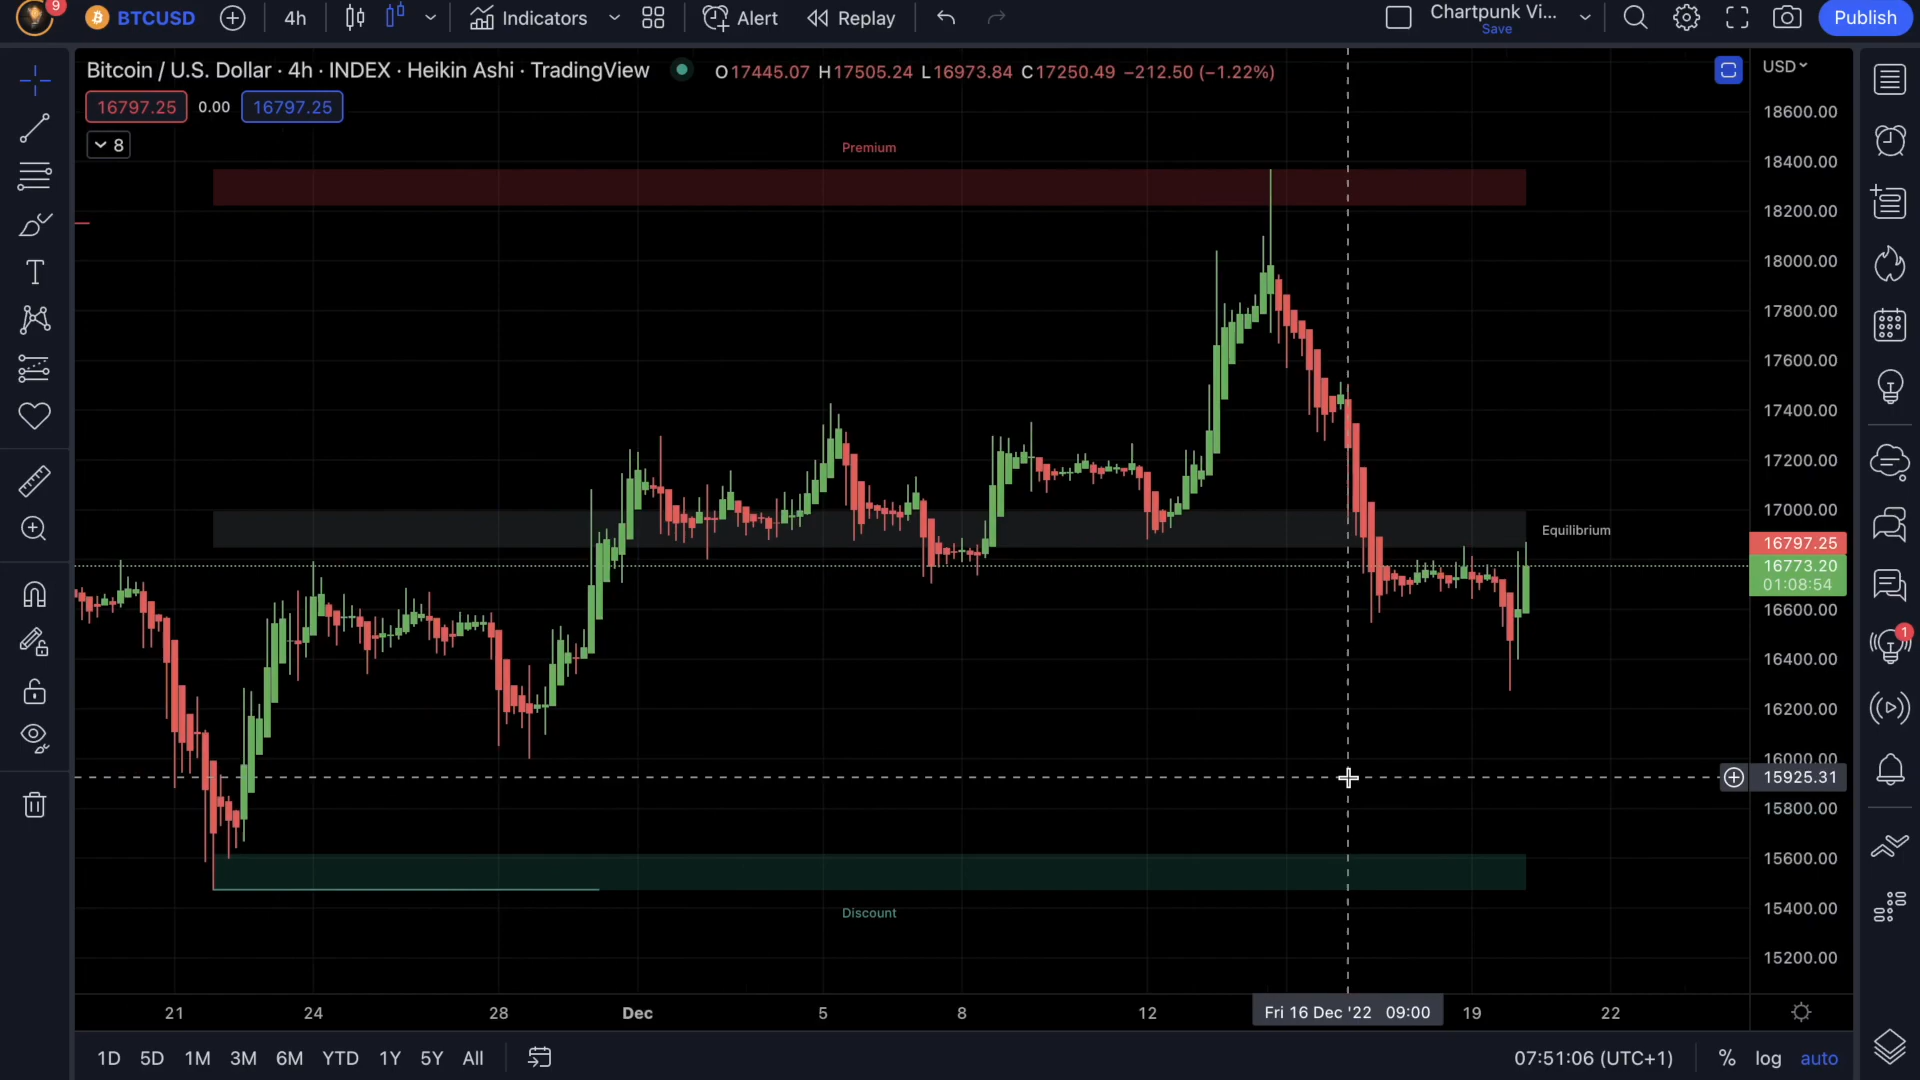 9
BTCUSD
4h
Indicators
Alert
Replay
Chartpunk Vi...
Save
Publish
Bitcoin / U.S. Dollar · 4h · INDEX · Heikin Ashi · TradingView
O17445.07 H17505.24 L16973.84 C17250.49 −212.50 (−1.22%)
USD
16797.25 0.00 16797.25
8
Premium
Equilibrium
Discount
18600.00
18400.00
18200.00
18000.00
17800.00
17600.00
17400.00
17200.00
17000.00
16797.25
16773.20
01:08:54
16600.00
16400.00
16200.00
16000.00
15925.31
15800.00
15600.00
15400.00
15200.00
1
21 24 28 Dec 5 8 12 Fri 16 Dec '22 09:00 19 22
1D 5D 1M 3M 6M YTD 1Y 5Y All
07:51:06 (UTC+1) % log auto